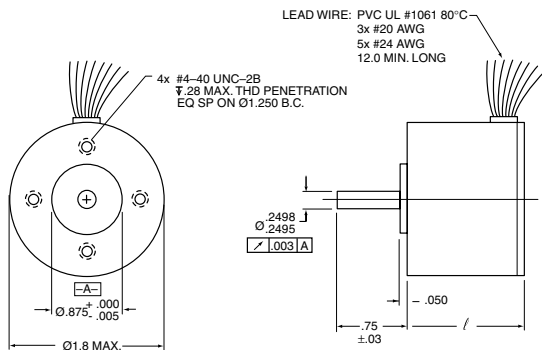 LEAD WIRE: PVC UL #1061 80°C
3x #20 AWG
5x #24 AWG
12.0 MIN. LONG
4x #4–40 UNC–2B
↧.28 MAX. THD PENETRATION
EQ SP ON Ø1.250 B.C.
Ø.2498
.2495
↗ .003 A
–A–
Ø.875 + .000
- .005
Ø1.8 MAX.
.050
.75
±.03
ℓ